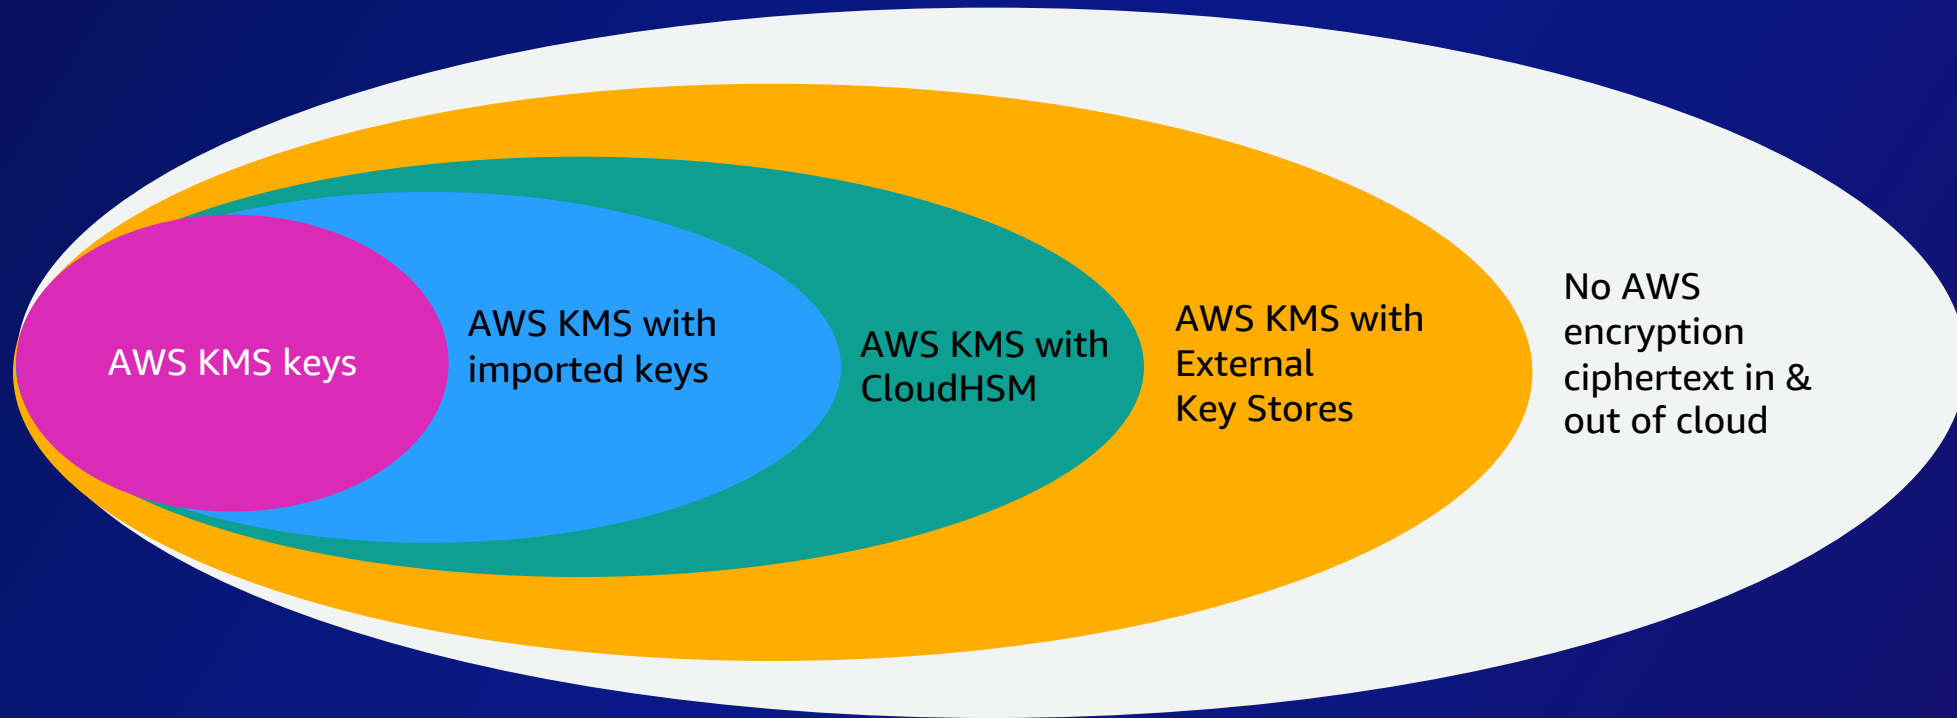 AWS KMS keys
AWS KMS with
imported keys
AWS KMS with
CloudHSM
AWS KMS with
External
Key Stores
No AWS
encryption
ciphertext in &
out of cloud